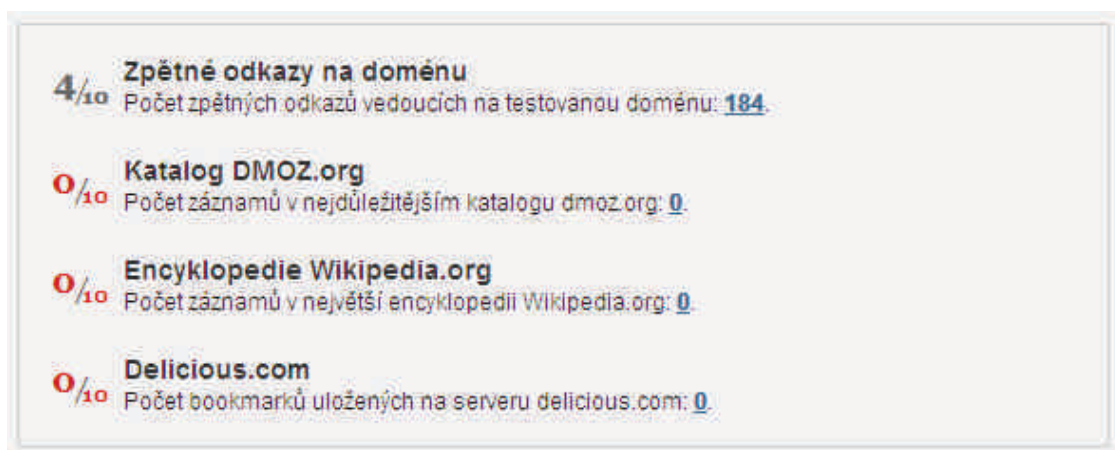 4/10 Zpětné odkazy na doménu
Počet zpětných odkazů vedoucích na testovanou doménu: 184.
0/10 Katalog DMOZ.org
Počet záznamů v nejdůležitějším katalogu dmoz.org: 0.
0/10 Encyklopedie Wikipedia.org
Počet záznamů v největší encyklopedii Wikipedia.org: 0.
0/10 Delicious.com
Počet bookmarků uložených na serveru delicious.com: 0.